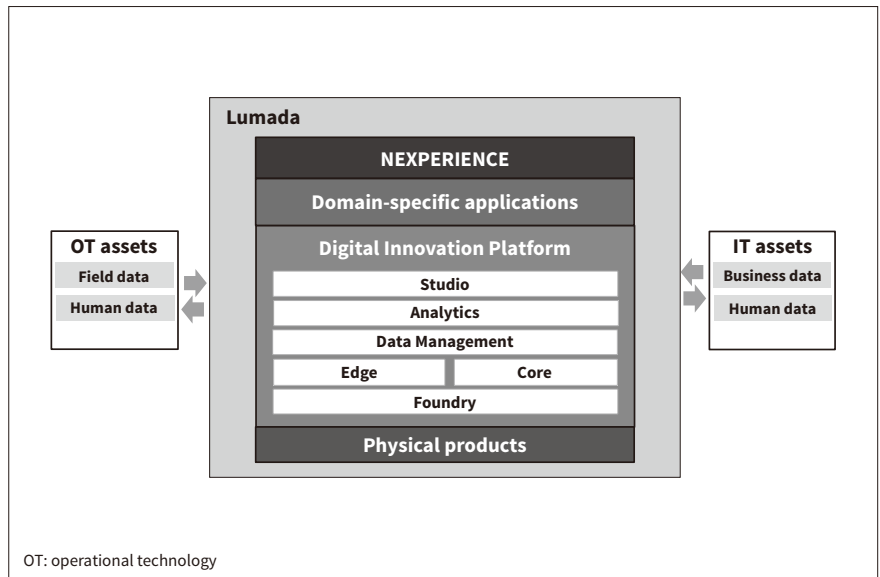 Lumada
NEXPERIENCE
Domain-specific applications
Digital Innovation Platform
Studio
Analytics
Data Management
Edge Core
Foundry
Physical products
OT assets
Field data
Human data
IT assets
Business data
Human data
OT: operational technology